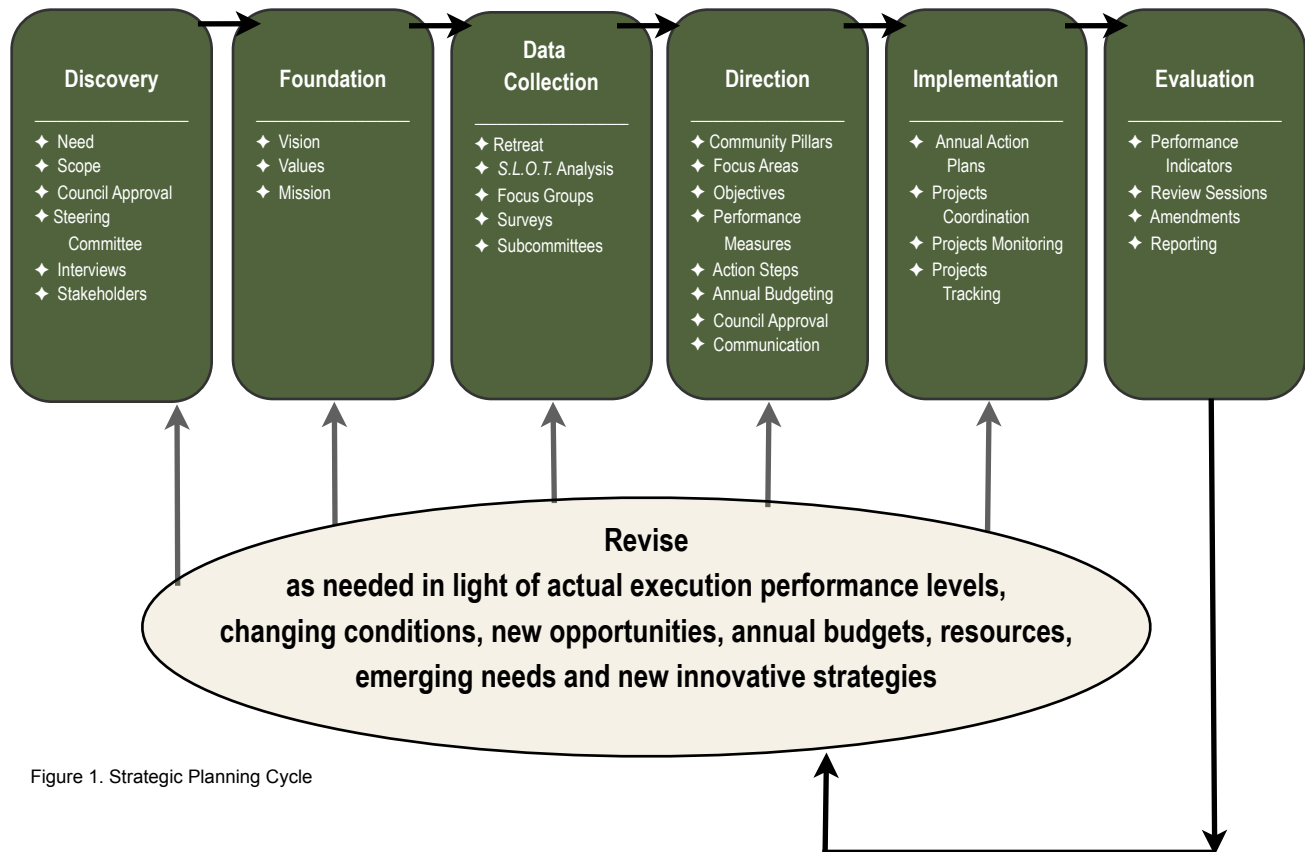 Discovery
✦ Need
✦ Scope
✦ Council Approval
✦ Steering
Committee
✦ Interviews
✦ Stakeholders
Foundation
✦ Vision
✦ Values
✦ Mission
Data
Collection
✦ Retreat
✦ S.L.O.T. Analysis
✦ Focus Groups
✦ Surveys
✦ Subcommittees
Direction
✦ Community Pillars
✦ Focus Areas
✦ Objectives
✦ Performance
Measures
✦ Action Steps
✦ Annual Budgeting
✦ Council Approval
✦ Communication
Implementation
✦ Annual Action
Plans
✦ Projects
Coordination
✦ Projects Monitoring
✦ Projects
Tracking
Evaluation
✦ Performance
Indicators
✦ Review Sessions
✦ Amendments
✦ Reporting
Revise
as needed in light of actual execution performance levels,
changing conditions, new opportunities, annual budgets, resources,
emerging needs and new innovative strategies
Figure 1. Strategic Planning Cycle